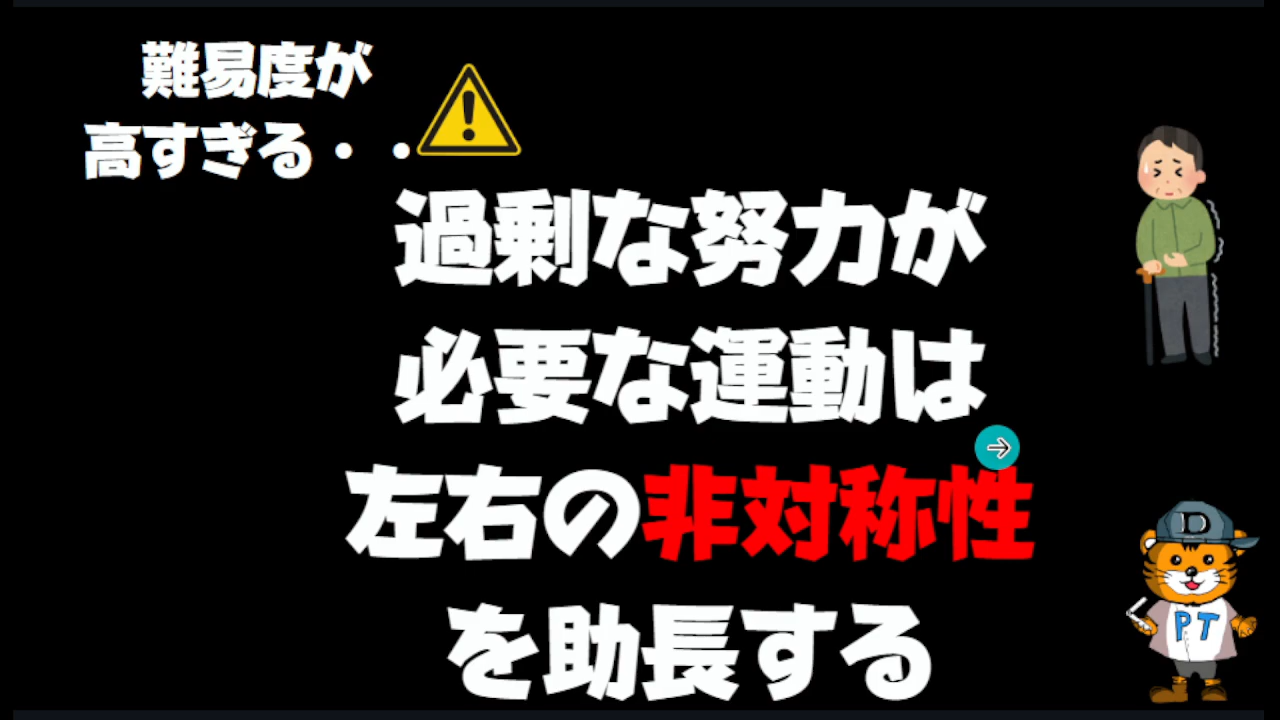 難易度が
高すぎる・・
過剰な努力が
必要な運動は
左右の非対称性
を助長する
D
PT